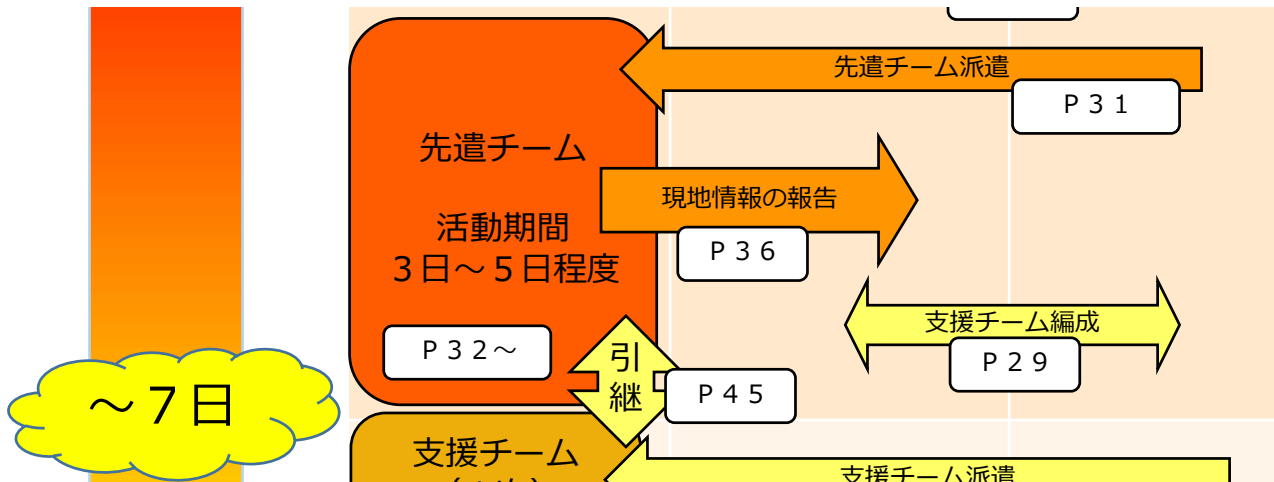 先遣チーム派遣
Ｐ３１
先遣チーム
活動期間
３日～５日程度
Ｐ３２～
現地情報の報告
Ｐ３６
支援チーム編成
Ｐ２９
引
継
Ｐ４５
～７日
支援チーム
支援チーム派遣